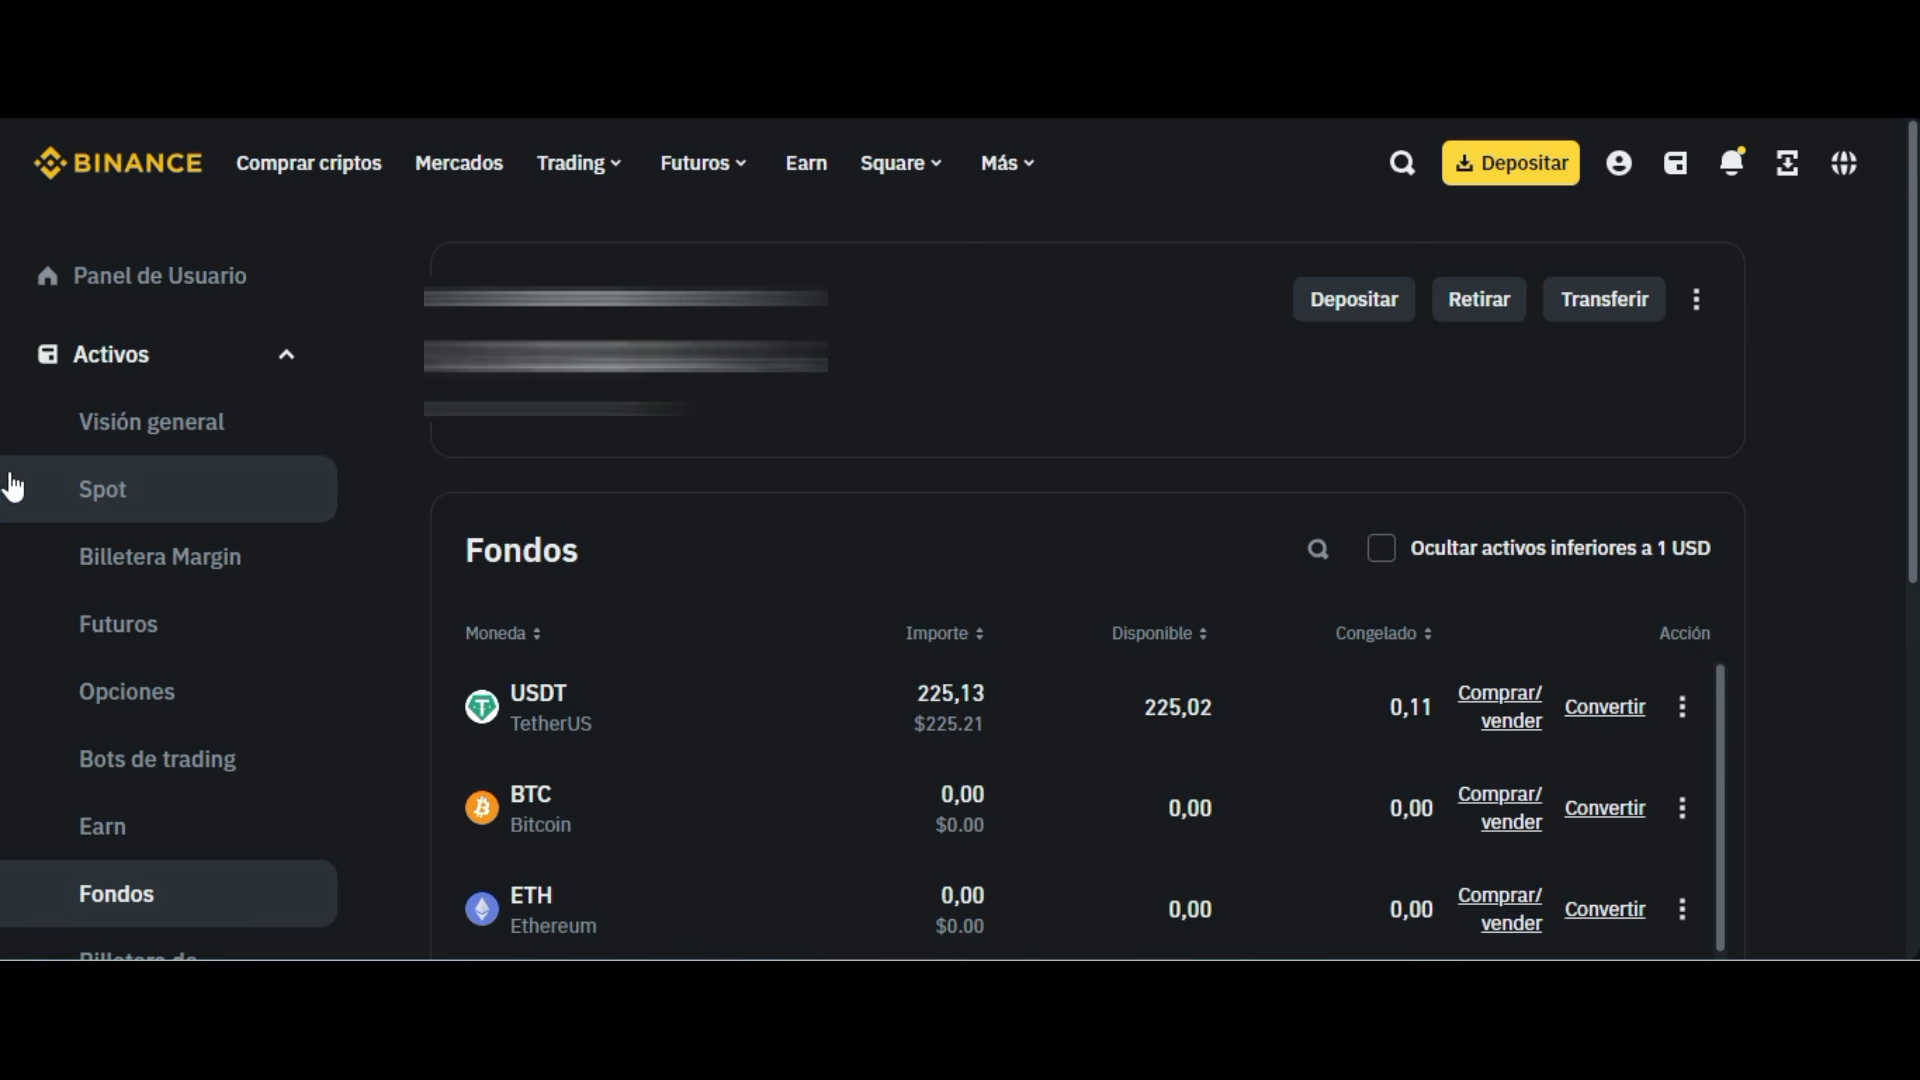 BINANCE Comprar criptos Mercados Trading Futuros Earn Square Más Depositar
Panel de Usuario
Activos
Visión general
Spot
Billetera Margin
Futuros
Opciones
Bots de trading
Earn
Fondos
Billetera de
Depositar Retirar Transferir
Fondos Ocultar activos inferiores a 1 USD
Moneda Importe Disponible Congelado Acción
USDT 225,13 225,02 0,11 Comprar/ Convertir
TetherUS $225.21 vender
BTC 0,00 0,00 0,00 Comprar/ Convertir
Bitcoin $0.00 vender
ETH 0,00 0,00 0,00 Comprar/ Convertir
Ethereum $0.00 vender